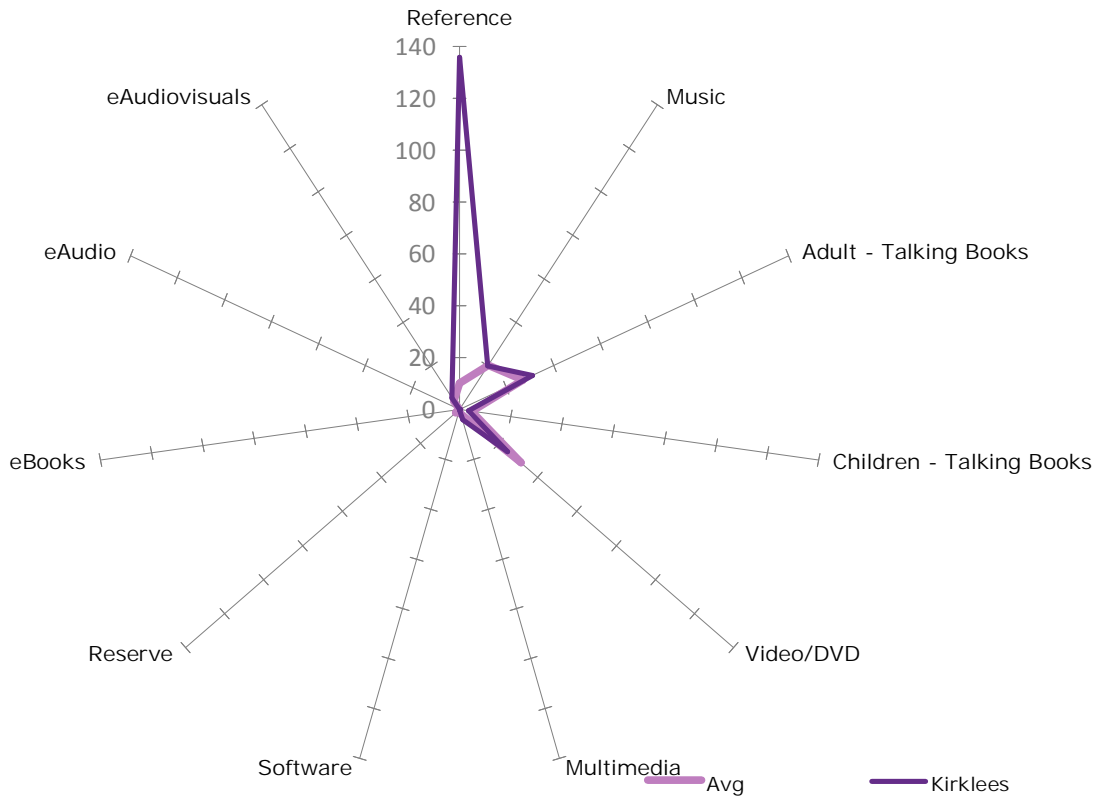 Reference
140
120
100
80
60
40
20
0
eAudiovisuals
Music
eAudio
Adult - Talking Books
eBooks
Children - Talking Books
Reserve
Video/DVD
Software
Multimedia
Avg
Kirklees